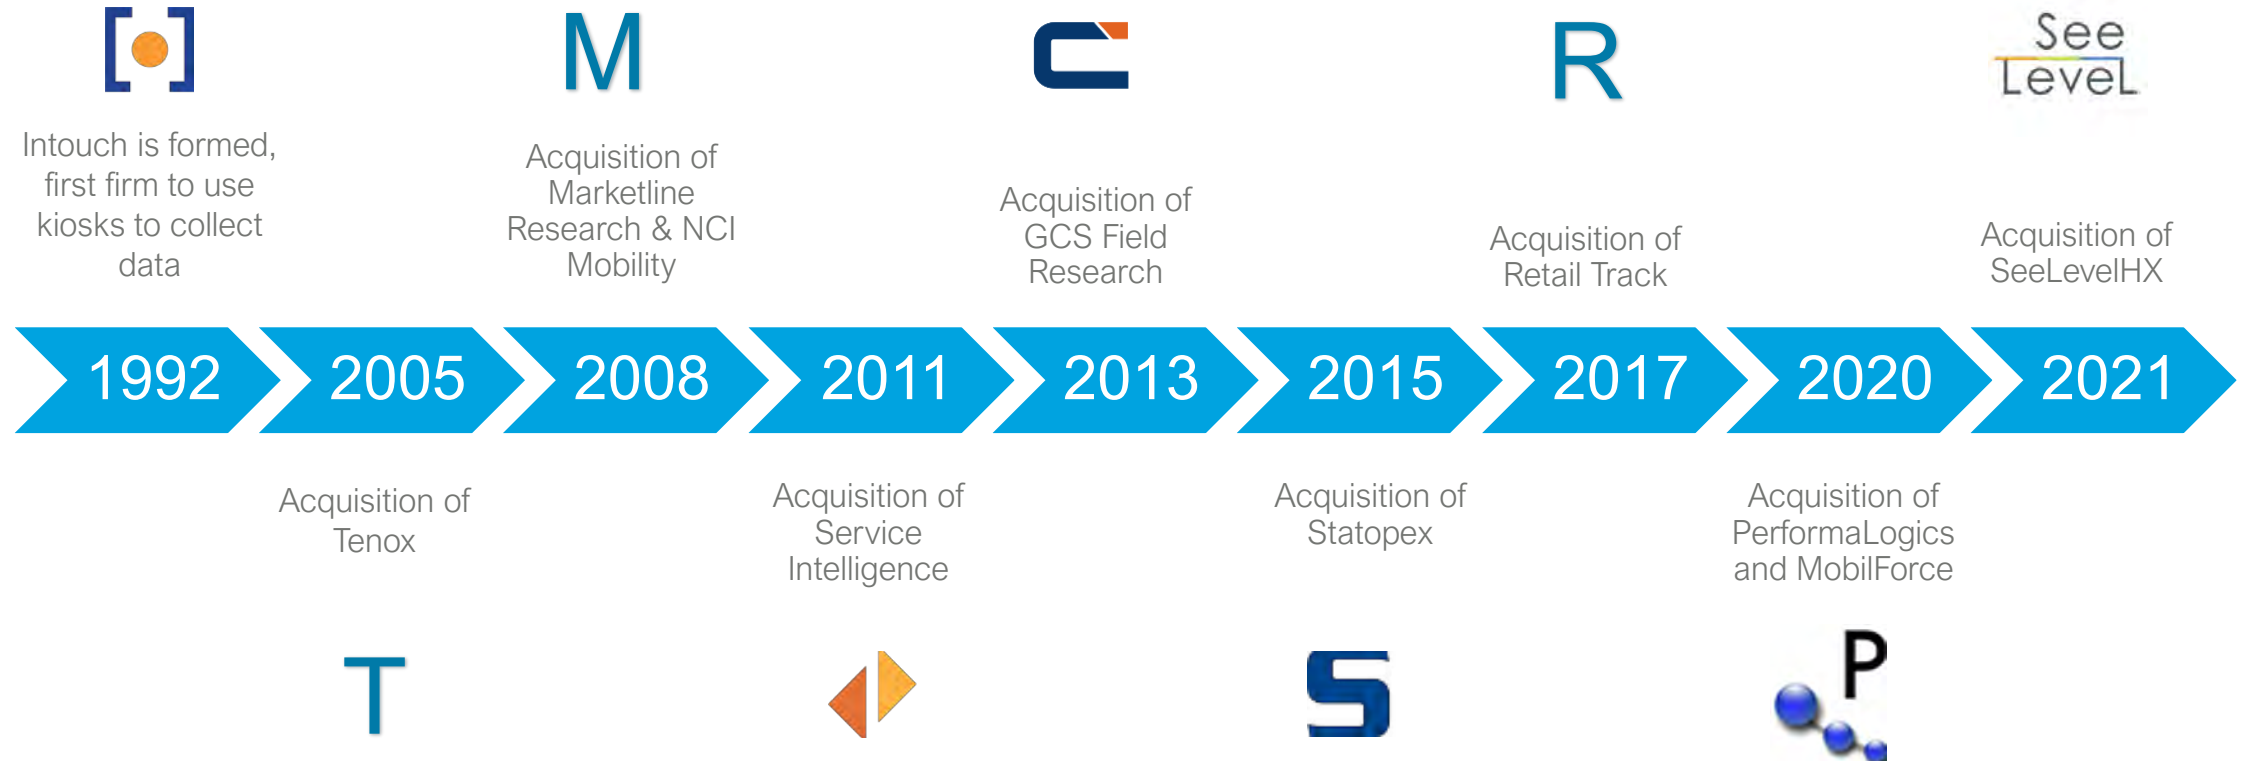 M
R
See
LeveL
Intouch is formed,
first firm to use
kiosks to collect
data
Acquisition of
Marketline
Research & NCI
Mobility
Acquisition of
GCS Field
Research
Acquisition of
Retail Track
Acquisition of
SeeLevelHX
1992
2005
2008
2011
2013
2015
2017
2020
2021
Acquisition of
Tenox
Acquisition of
Service
Intelligence
Acquisition of
Statopex
Acquisition of
PerformaLogics
and MobilForce
T
S
P